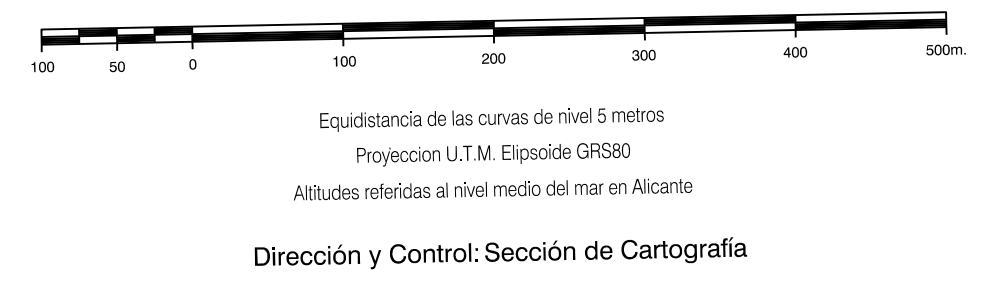 100 50 0 100 200 300 400 500m.
Equidistancia de las curvas de nivel 5 metros
Proyeccion U.T.M. Elipsoide GRS80
Altitudes referidas al nivel medio del mar en Alicante
Dirección y Control: Sección de Cartografía